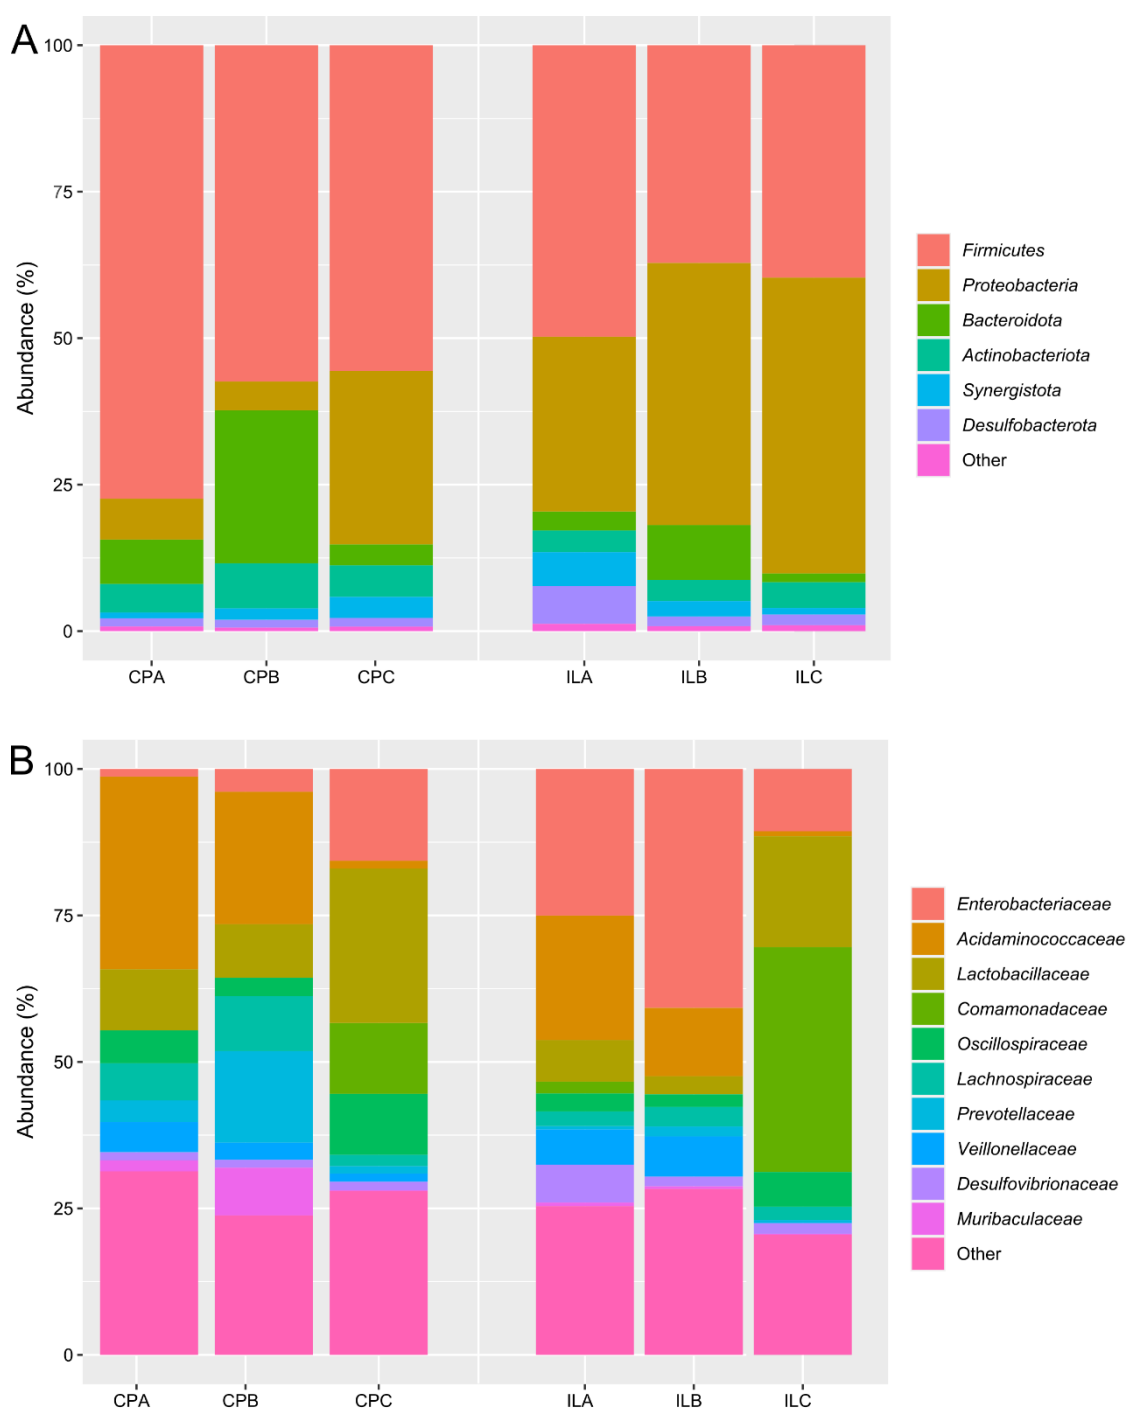 A
100
75
50
25
0
Abundance (%)
CPA CPB CPC ILA ILB ILC
Firmicutes
Proteobacteria
Bacteroidota
Actinobacteriota
Synergistota
Desulfobacterota
Other
B
100
75
50
25
0
Abundance (%)
CPA CPB CPC ILA ILB ILC
Enterobacteriaceae
Acidaminococcaceae
Lactobacillaceae
Comamonadaceae
Oscillospiraceae
Lachnospiraceae
Prevotellaceae
Veillonellaceae
Desulfovibrionaceae
Muribaculaceae
Other